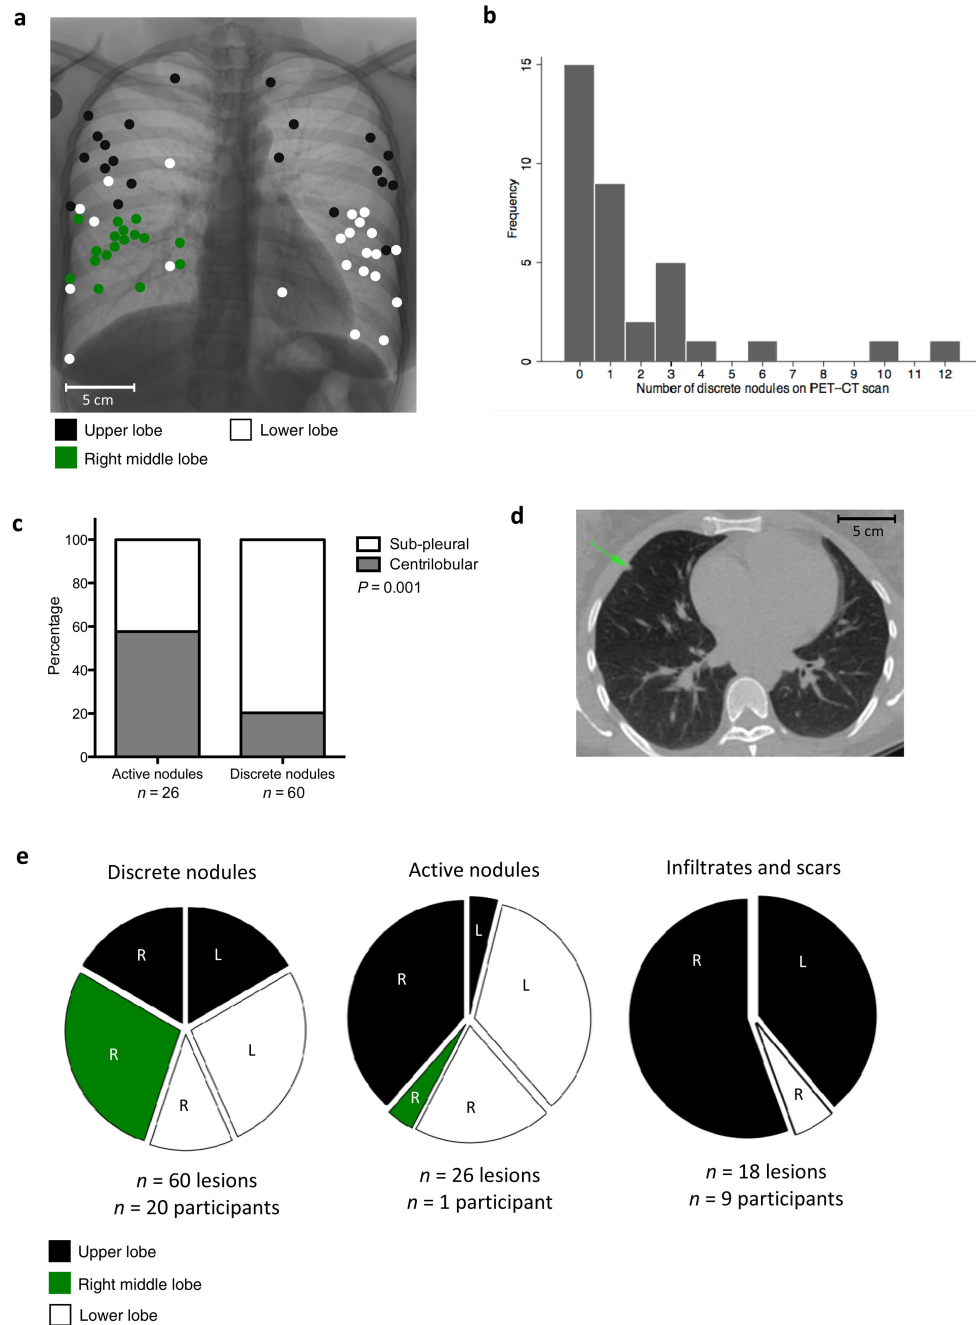 a
5 cm
Upper lobe
Lower lobe
Right middle lobe
b
15
10
5
0
Frequency
0 1 2 3 4 5 6 7 8 9 10 11 12
Number of discrete nodules on PET–CT scan
c
100
80
60
40
20
0
Percentage
Active nodules
n = 26
Discrete nodules
n = 60
Sub-pleural
Centrilobular
P = 0.001
d
5 cm
e
Discrete nodules
R L
R L
R
n = 60 lesions
n = 20 participants
Active nodules
L
R L
R R
n = 26 lesions
n = 1 participant
Infiltrates and scars
R L
R
n = 18 lesions
n = 9 participants
Upper lobe
Right middle lobe
Lower lobe